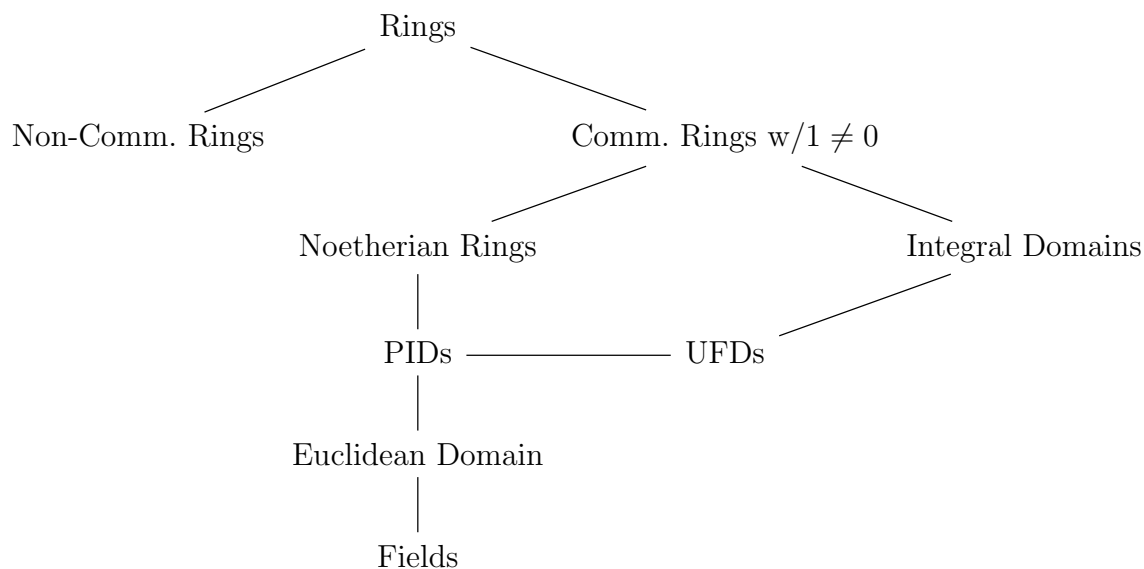 Rings
Non-Comm. Rings
Comm. Rings w/1 ≠ 0
Noetherian Rings
Integral Domains
PIDs
UFDs
Euclidean Domain
Fields